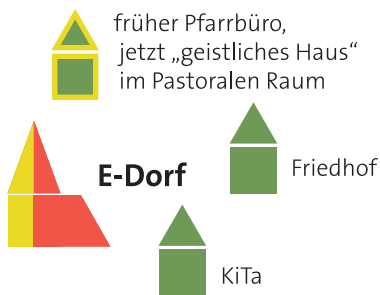 früher Pfarrbüro,
jetzt „geistliches Haus“
im Pastoralen Raum
E-Dorf
Friedhof
KiTa